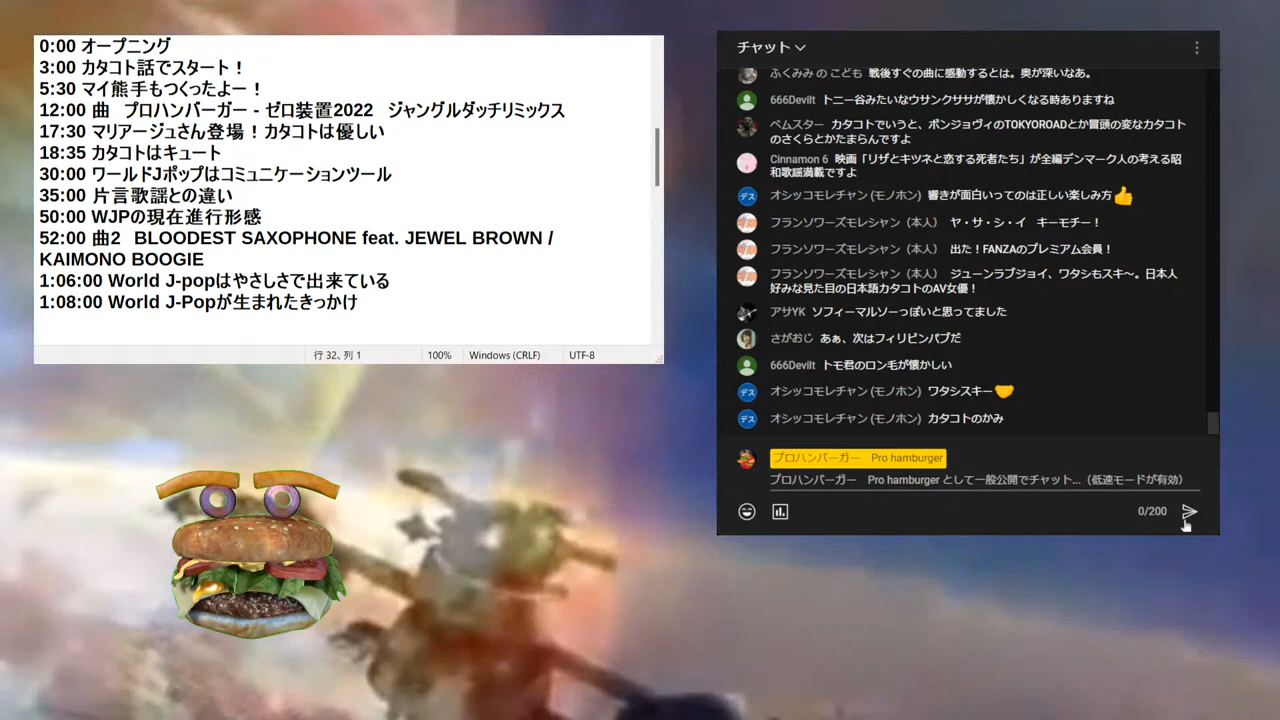 0:00 オープニング
3:00 カタコト話でスタート！
5:30 マイ熊手もつくったよー！
12:00 曲　プロハンバーガー - ゼロ装置2022　ジャングルダッチリミックス
17:30 マリアージュさん登場！カタコトは優しい
18:35 カタコトはキュート
30:00 ワールドJポップはコミュニケーションツール
35:00 片言歌謡との違い
50:00 WJPの現在進行形感
52:00 曲2　BLOODEST SAXOPHONE feat. JEWEL BROWN /
KAIMONO BOOGIE
1:06:00 World J-popはやさしさで出来ている
1:08:00 World J-Popが生まれたきっかけ
行 32、列 1　100%　Windows (CRLF)　UTF-8
チャット
ふくみみ の こども　戦後すぐの曲に感動するとは。奥が深いなあ。
666Devilt　トニー谷みたいなウサンクササが懐かしくなる時ありますね
ベムスター　カタコトでいうと、ボンジョヴィのTOKYOROADとか冒頭の変なカタコト
のさくらとかたまらんですよ
Cinnamon 6　映画「リザとキツネと恋する死者たち」が全編デンマーク人の考える昭
和歌謡満載ですよ
デス　オシッコモレチャン (モノホン)　響きが面白いってのは正しい楽しみ方👍
フランソワーズモレシャン（本人）　ヤ・サ・シ・イ　キーモチー！
フランソワーズモレシャン（本人）　出た！FANZAのプレミアム会員！
フランソワーズモレシャン（本人）　ジューンラブジョイ、ワタシもスキ～。日本人
好みな見た目の日本語カタコトのAV女優！
アサYK　ソフィーマルソーっぽいと思ってました
さがおじ　あぁ、次はフィリピンパブだ
666Devilt　トモ君のロン毛が懐かしい
デス　オシッコモレチャン (モノホン)　ワタシスキー🤝
デス　オシッコモレチャン (モノホン)　カタコトのかみ
プロハンバーガー　Pro hamburger
プロハンバーガー　Pro hamburger として一般公開でチャット...（低速モードが有効）
0/200